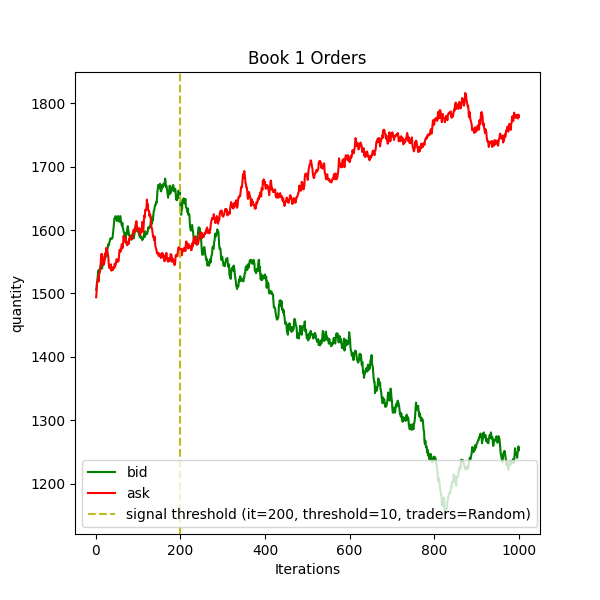 Book 1 Orders
quantity
1800
1700
1600
1500
1400
1300
1200
bid
ask
signal threshold (it=200, threshold=10, traders=Random)
0 200 400 600 800 1000
Iterations